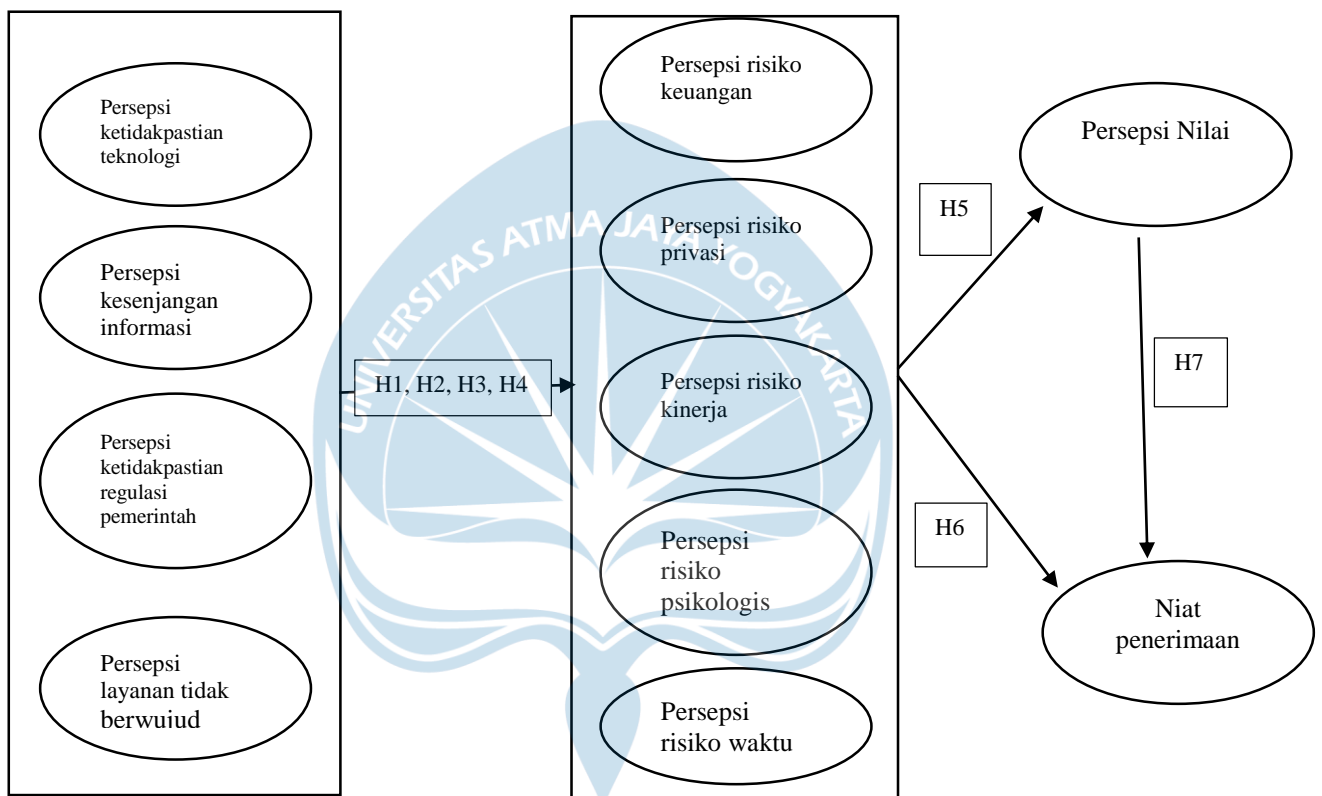 Persepsi
ketidakpastian
teknologi
Persepsi
kesenjangan
informasi
Persepsi
ketidakpastian
regulasi
pemerintah
Persepsi
layanan tidak
berwuiud
H1, H2, H3, H4
Persepsi risiko
keuangan
Persepsi risiko
privasi
Persepsi risiko
kinerja
Persepsi
risiko
psikologis
Persepsi
risiko waktu
H5
H6
Persepsi Nilai
H7
Niat
penerimaan
UNIVERSITAS ATMA JAYA YOGYAKARTA